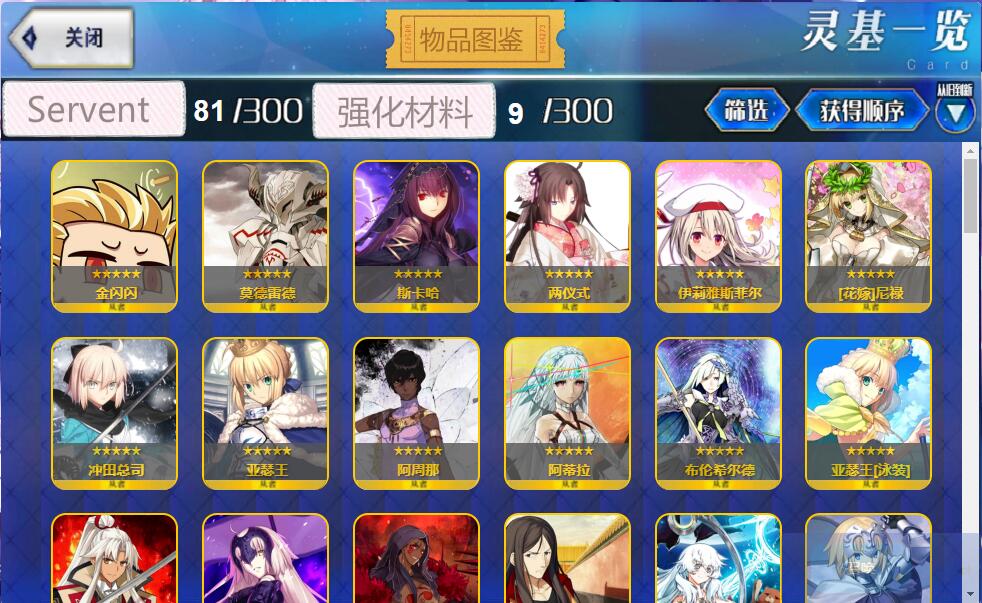 关闭
物品图鉴
灵基一览
Card
Servent 81 /300 强化材料 9 /300 筛选 获得顺序 从旧到新
★★★★★ ★★★★★ ★★★★★ ★★★★★ ★★★★★ ★★★★★
金闪闪 莫德雷德 斯卡哈 两仪式 伊莉雅斯菲尔 [花嫁]尼禄
从者 从者 从者 从者 从者 从者
★★★★★ ★★★★★ ★★★★★ ★★★★★ ★★★★★ ★★★★★
冲田总司 亚瑟王 阿周那 阿蒂拉 布伦希尔德 亚瑟王[泳装]
从者 从者 从者 从者 从者 从者